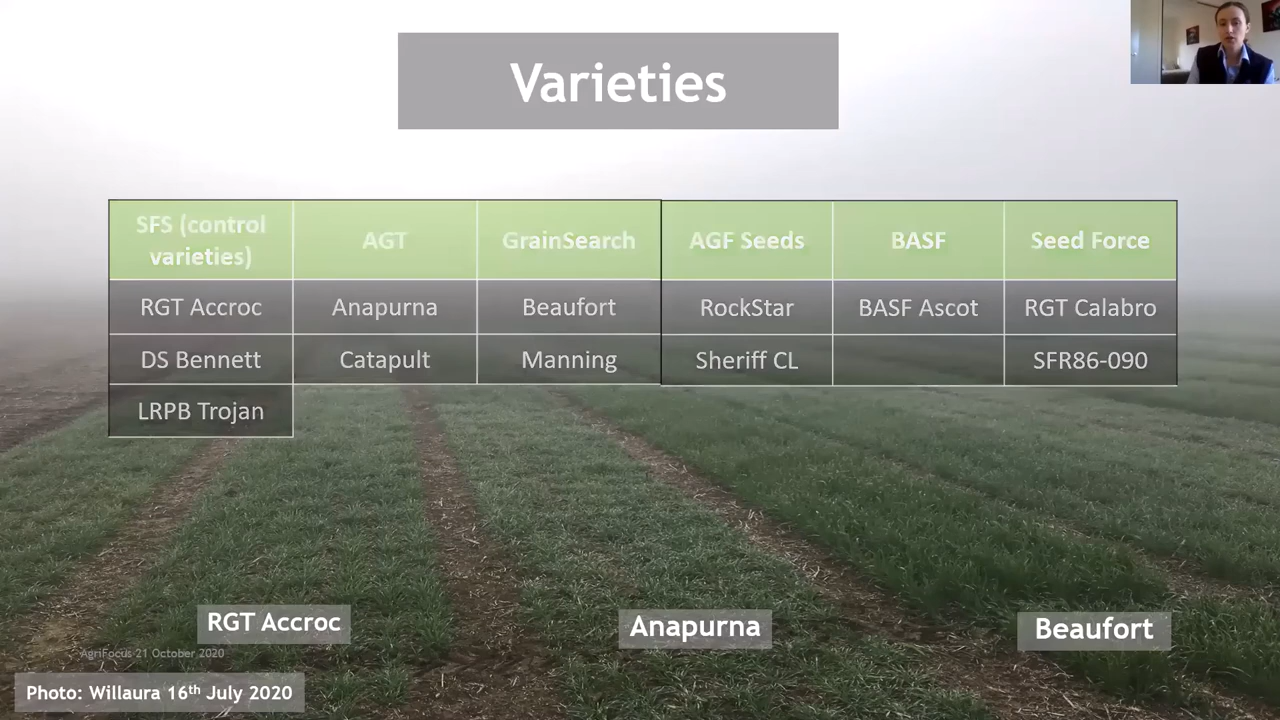 Varieties
SFS (control
varieties)
AGT
GrainSearch
AGF Seeds
BASF
Seed Force
RGT Accroc
Anapurna
Beaufort
RockStar
BASF Ascot
RGT Calabro
DS Bennett
Catapult
Manning
Sheriff CL
SFR86-090
LRPB Trojan
RGT Accroc
Anapurna
Beaufort
AgriFocus 21 October 2020
Photo: Willaura 16th July 2020